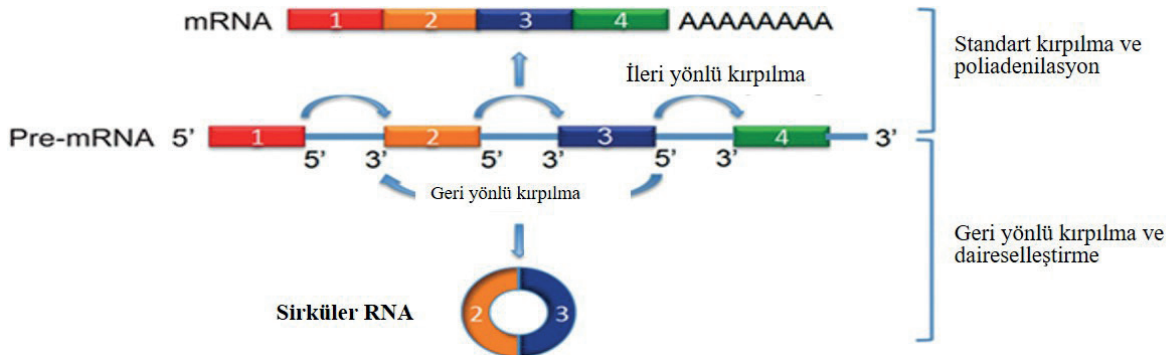 mRNA 1 2 3 4 AAAAAAAA
Standart kırpılma ve
poliadenilasyon
İleri yönlü kırpılma
Pre-mRNA 5’ 1 2 3 4 3’
5’ 3’ 5’ 3’ 5’ 3’
Geri yönlü kırpılma
Geri yönlü kırpılma ve
daireselleştirme
Sirküler RNA 2 3